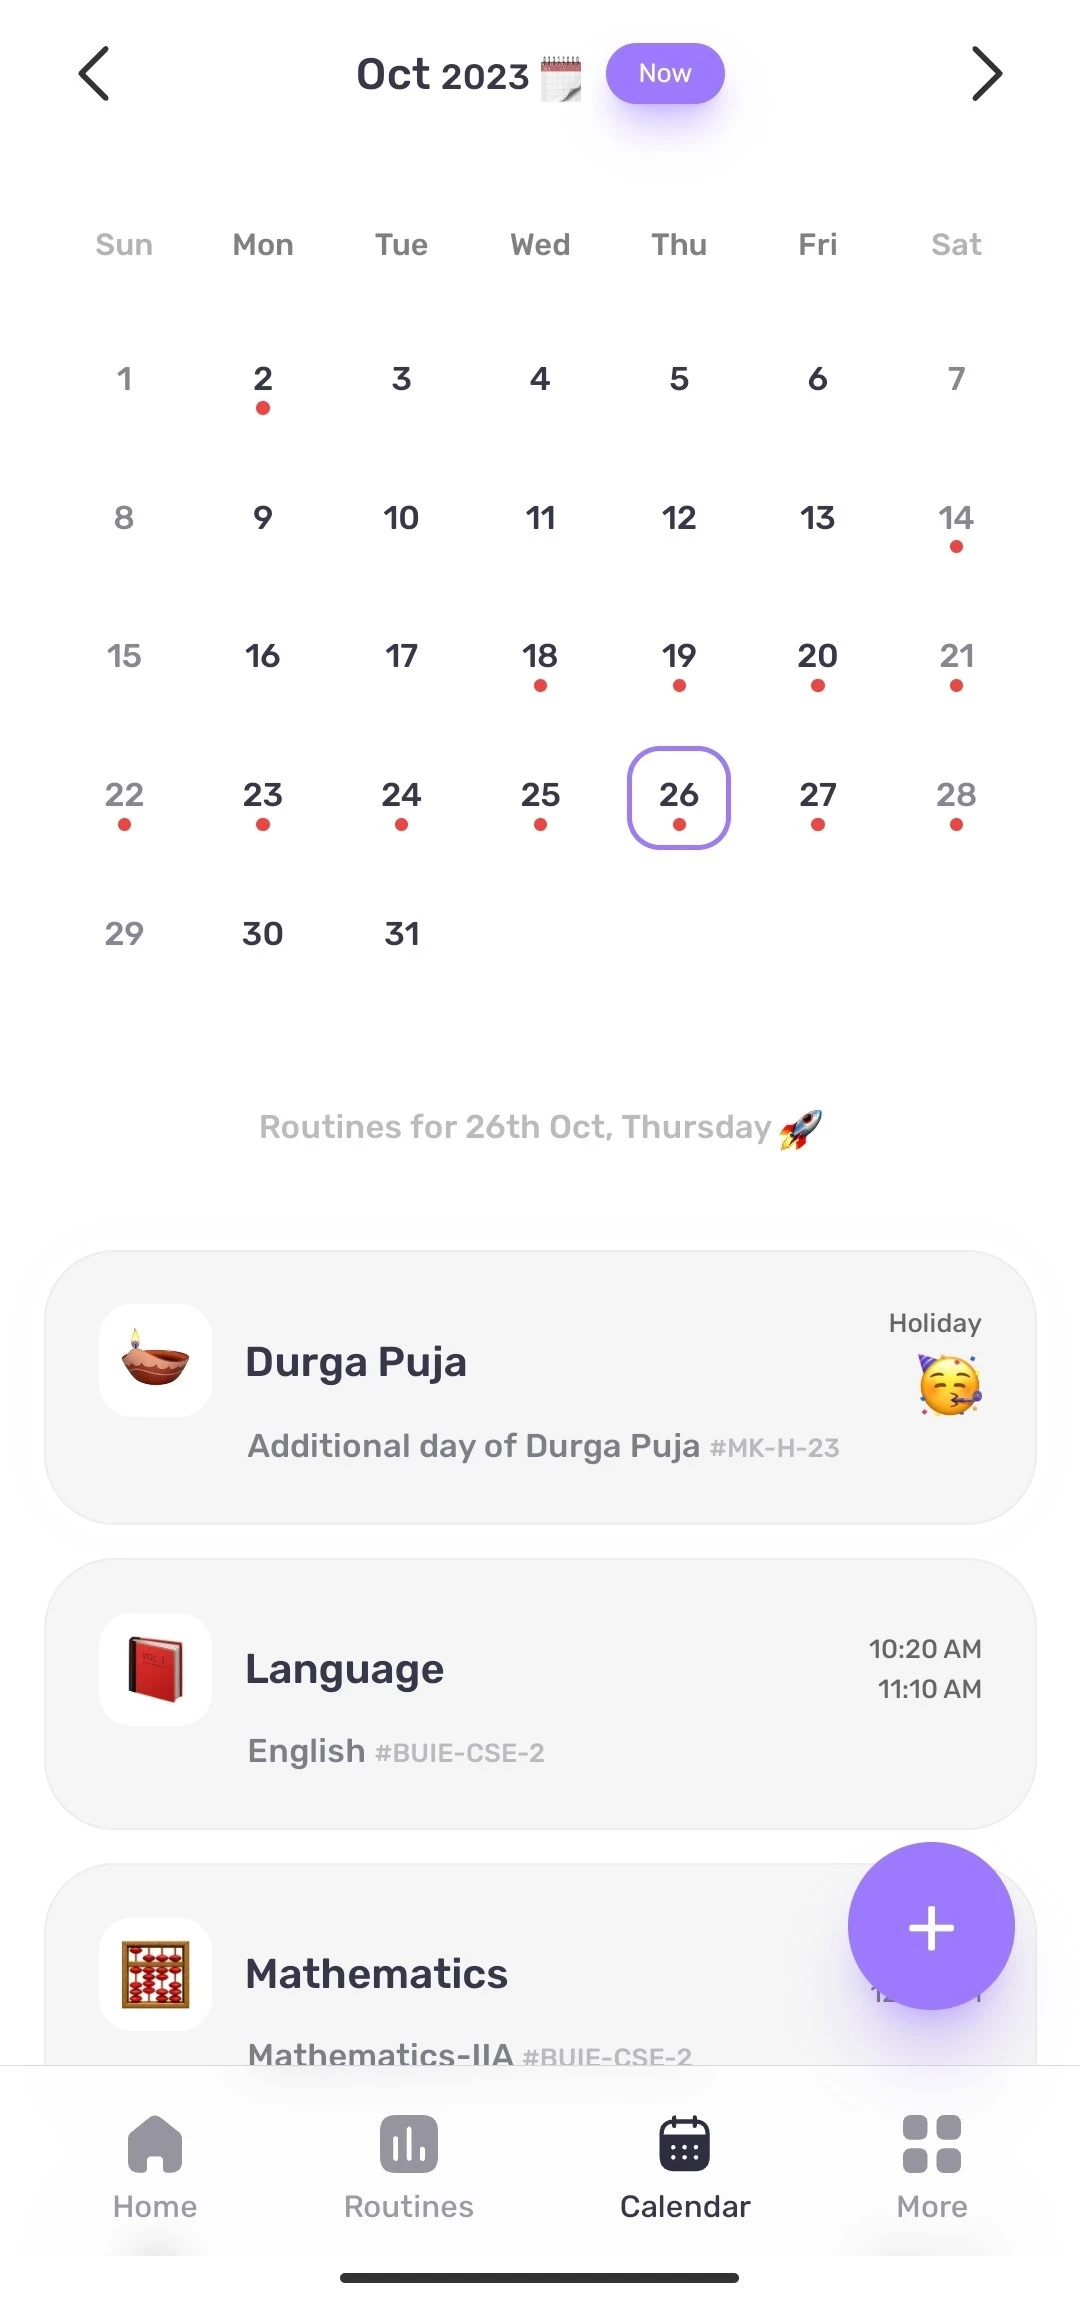 Oct 2023 Now
Sun Mon Tue Wed Thu Fri Sat
1 2 3 4 5 6 7
8 9 10 11 12 13 14
15 16 17 18 19 20 21
22 23 24 25 26 27 28
29 30 31
Routines for 26th Oct, Thursday
Holiday
Durga Puja
Additional day of Durga Puja #MK-H-23
VOL. 1
Language
10:20 AM
11:10 AM
English #BUIE-CSE-2
Mathematics
Mathematics-IIA #BUIE-CSE-2
Home Routines Calendar More